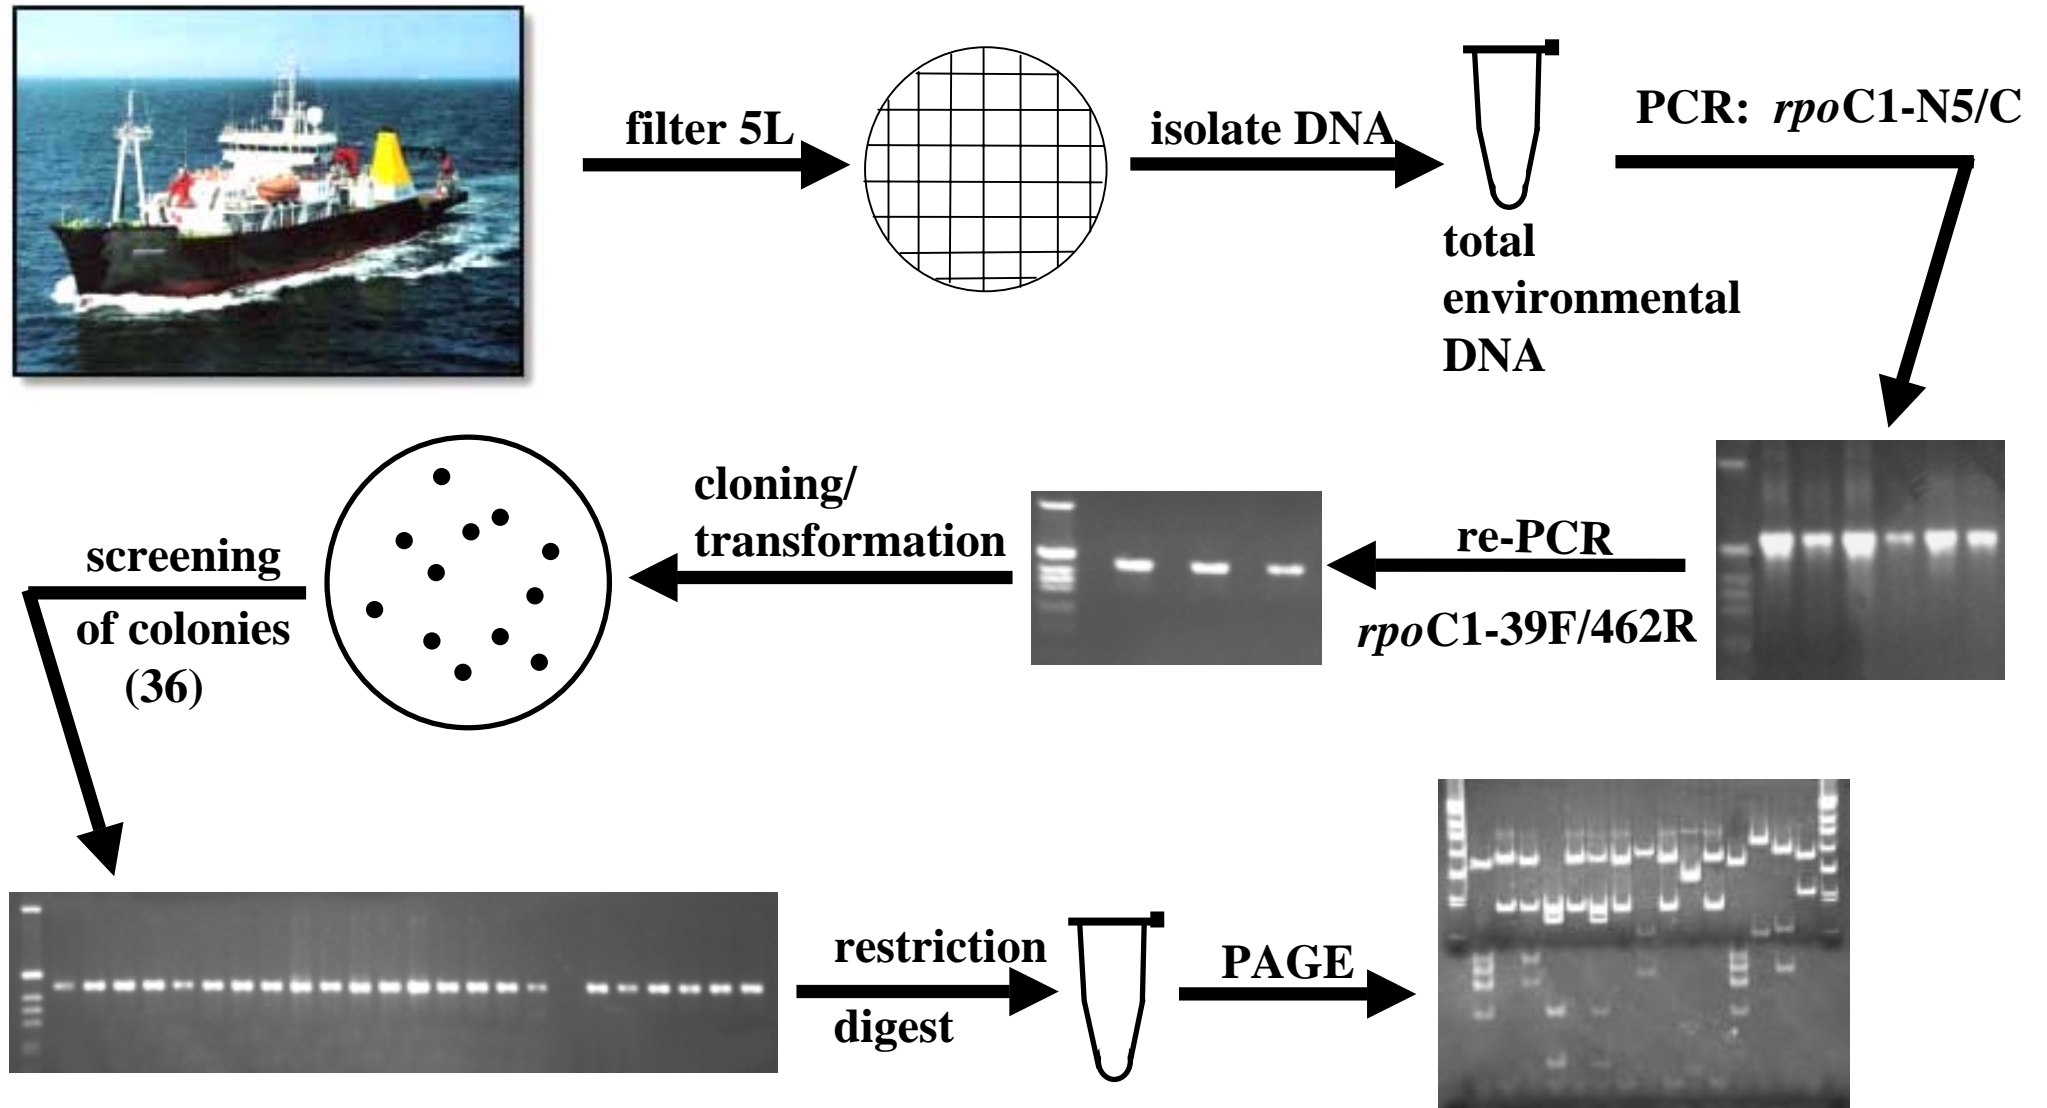 filter 5L
isolate DNA
total
environmental
DNA
PCR: rpoC1-N5/C
re-PCR
rpoC1-39F/462R
cloning/
transformation
screening
of colonies
(36)
restriction
digest
PAGE